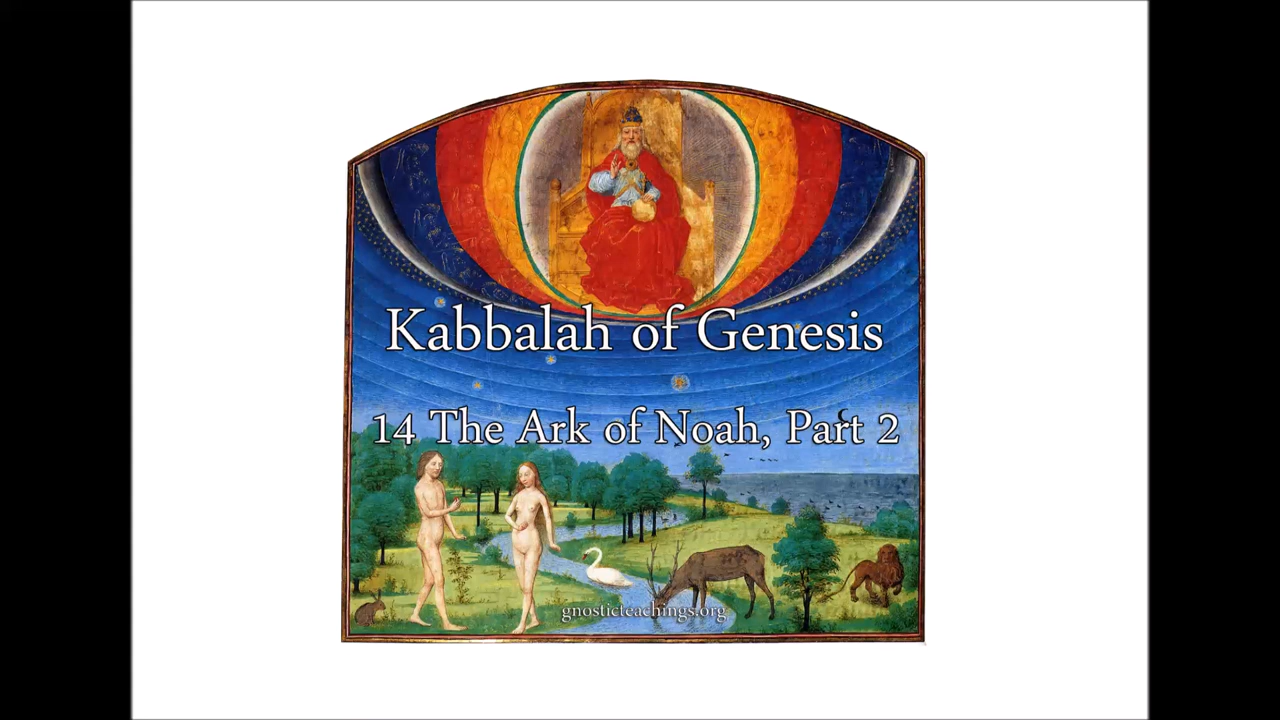 Kabbalah of Genesis
14 The Ark of Noah, Part 2
gnosticteachings.org